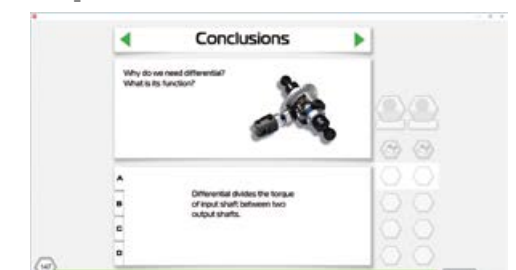 Conclusions
Why do we need differential?
What is its function?
A
Differential divides the torque
B
of input shaft between two
output shafts.
C
D
147